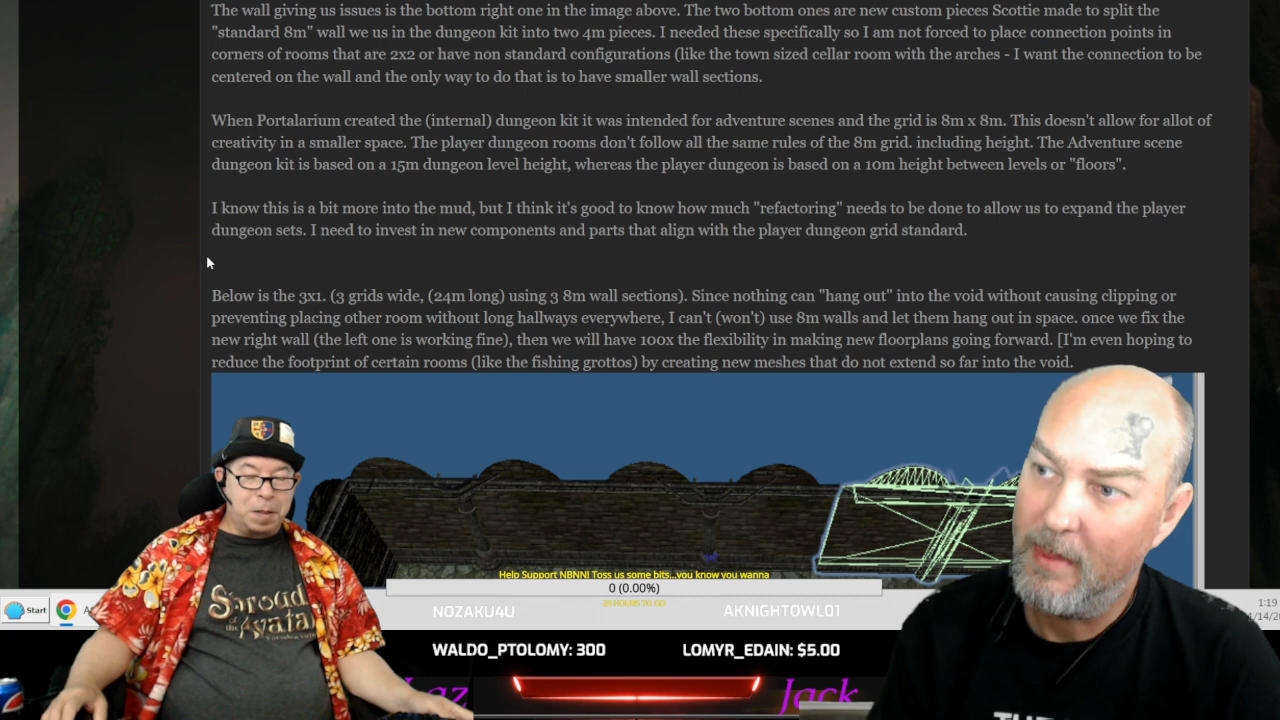 The wall giving us issues is the bottom right one in the image above. The two bottom ones are new custom pieces Scottie made to split the
"standard 8m" wall we us in the dungeon kit into two 4m pieces. I needed these specifically so I am not forced to place connection points in
corners of rooms that are 2x2 or have non standard configurations (like the town sized cellar room with the arches - I want the connection to be
centered on the wall and the only way to do that is to have smaller wall sections.
When Portalarium created the (internal) dungeon kit it was intended for adventure scenes and the grid is 8m x 8m. This doesn't allow for allot of
creativity in a smaller space. The player dungeon rooms don't follow all the same rules of the 8m grid. including height. The Adventure scene
dungeon kit is based on a 15m dungeon level height, whereas the player dungeon is based on a 10m height between levels or "floors".
I know this is a bit more into the mud, but I think it's good to know how much "refactoring" needs to be done to allow us to expand the player
dungeon sets. I need to invest in new components and parts that align with the player dungeon grid standard.
Below is the 3x1. (3 grids wide, (24m long) using 3 8m wall sections). Since nothing can "hang out" into the void without causing clipping or
preventing placing other room without long hallways everywhere, I can't (won't) use 8m walls and let them hang out in space. once we fix the
new right wall (the left one is working fine), then we will have 100x the flexibility in making new floorplans going forward. [I'm even hoping to
reduce the footprint of certain rooms (like the fishing grottos) by creating new meshes that do not extend so far into the void.
Shroud
of the
Avatar
Help Support NBNN! Toss us some bits...you know you wanna
0 (0.00%)
Start
1:19
NOZAKU4U
AKNIGHTOWL01
WALDO_PTOLOMY: 300
LOMYR_EDAIN: $5.00
Laz
Jack